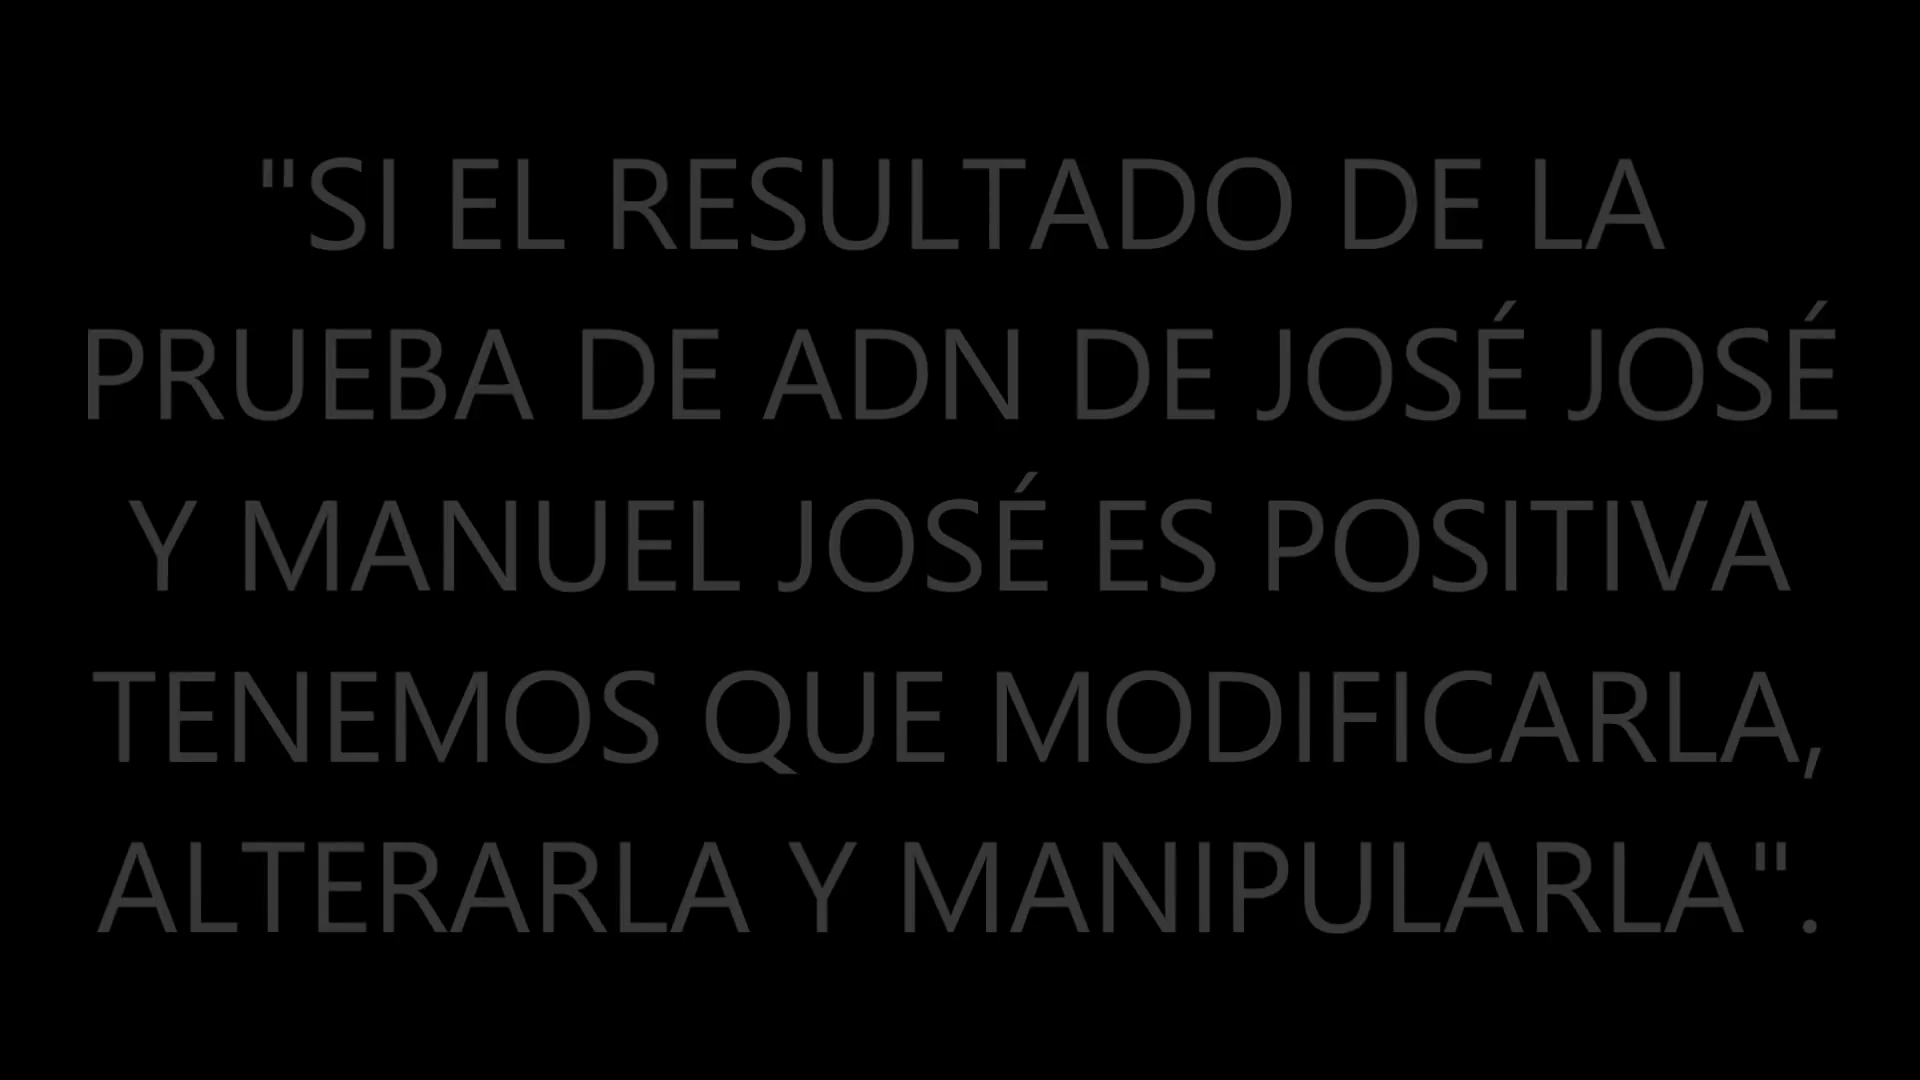 "SI EL RESULTADO DE LA
PRUEBA DE ADN DE JOSÉ JOSÉ
Y MANUEL JOSÉ ES POSITIVA
TENEMOS QUE MODIFICARLA,
ALTERARLA Y MANIPULARLA".